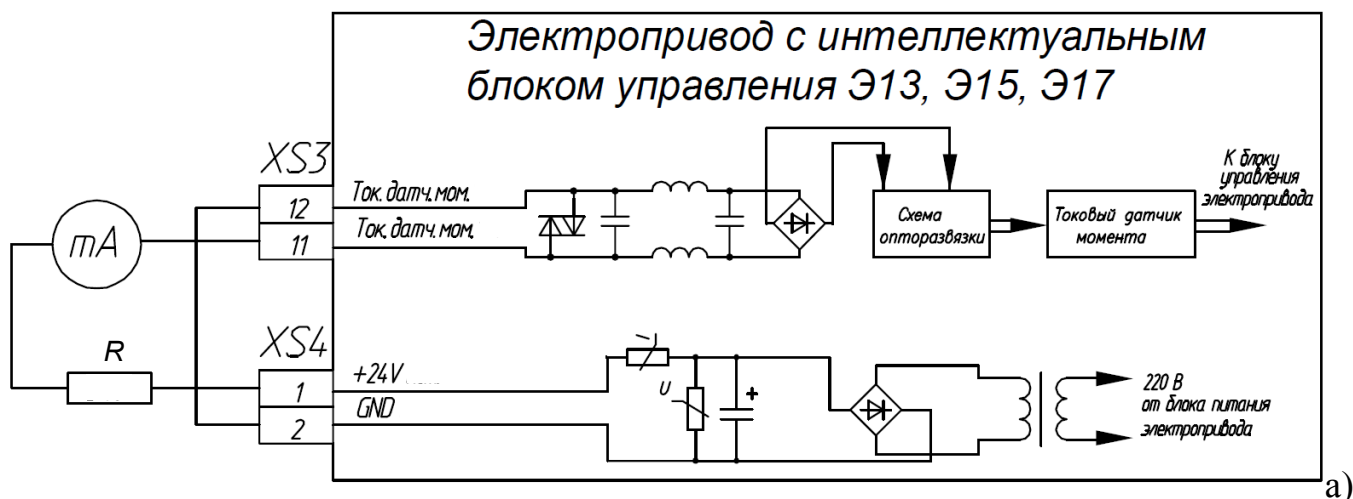 Электропривод с интеллектуальным
блоком управления Э13, Э15, Э17
XS3
12
11
Ток. датч. мом.
Ток. датч. мом.
mA
R
XS4
1
2
+24V
GND
U
+
Схема
опторазвязки
Токовый датчик
момента
К блоку
управления
электропривода
220 В
от блока питания
электропривода
а)